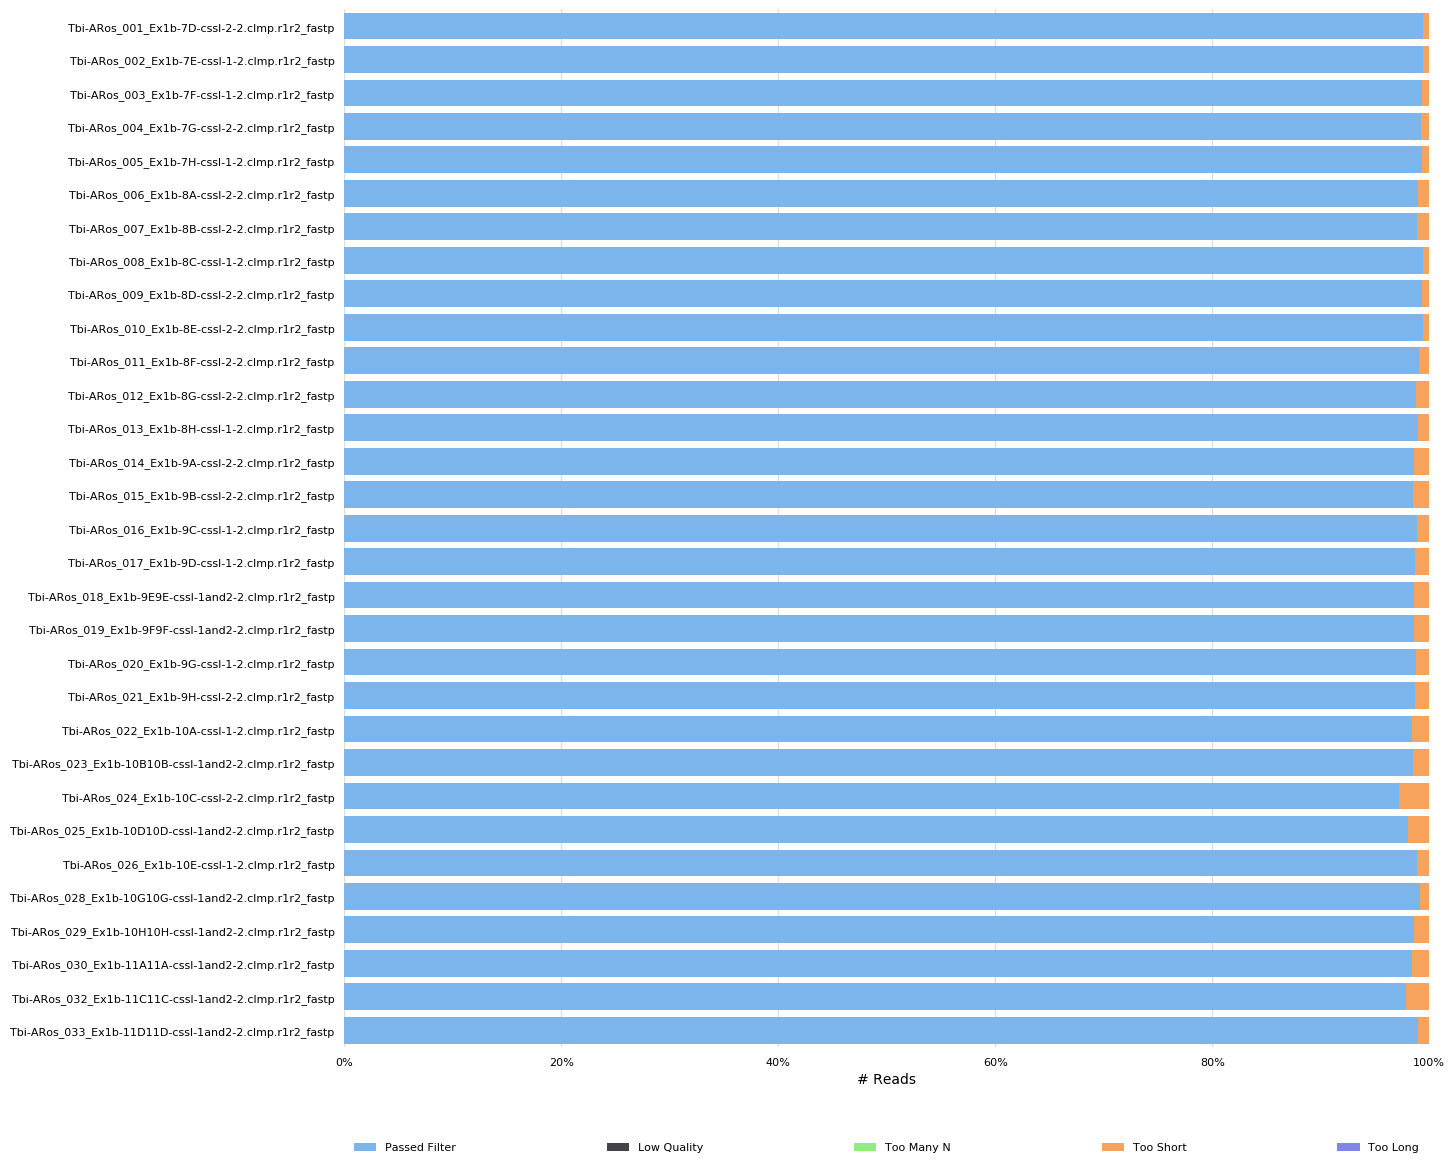 Tbi-ARos_001_Ex1b-7D-cssl-2-2.clmp.r1r2_fastp
Tbi-ARos_002_Ex1b-7E-cssl-1-2.clmp.r1r2_fastp
Tbi-ARos_003_Ex1b-7F-cssl-1-2.clmp.r1r2_fastp
Tbi-ARos_004_Ex1b-7G-cssl-2-2.clmp.r1r2_fastp
Tbi-ARos_005_Ex1b-7H-cssl-1-2.clmp.r1r2_fastp
Tbi-ARos_006_Ex1b-8A-cssl-2-2.clmp.r1r2_fastp
Tbi-ARos_007_Ex1b-8B-cssl-2-2.clmp.r1r2_fastp
Tbi-ARos_008_Ex1b-8C-cssl-1-2.clmp.r1r2_fastp
Tbi-ARos_009_Ex1b-8D-cssl-2-2.clmp.r1r2_fastp
Tbi-ARos_010_Ex1b-8E-cssl-2-2.clmp.r1r2_fastp
Tbi-ARos_011_Ex1b-8F-cssl-2-2.clmp.r1r2_fastp
Tbi-ARos_012_Ex1b-8G-cssl-2-2.clmp.r1r2_fastp
Tbi-ARos_013_Ex1b-8H-cssl-1-2.clmp.r1r2_fastp
Tbi-ARos_014_Ex1b-9A-cssl-2-2.clmp.r1r2_fastp
Tbi-ARos_015_Ex1b-9B-cssl-2-2.clmp.r1r2_fastp
Tbi-ARos_016_Ex1b-9C-cssl-1-2.clmp.r1r2_fastp
Tbi-ARos_017_Ex1b-9D-cssl-1-2.clmp.r1r2_fastp
Tbi-ARos_018_Ex1b-9E9E-cssl-1and2-2.clmp.r1r2_fastp
Tbi-ARos_019_Ex1b-9F9F-cssl-1and2-2.clmp.r1r2_fastp
Tbi-ARos_020_Ex1b-9G-cssl-1-2.clmp.r1r2_fastp
Tbi-ARos_021_Ex1b-9H-cssl-2-2.clmp.r1r2_fastp
Tbi-ARos_022_Ex1b-10A-cssl-1-2.clmp.r1r2_fastp
Tbi-ARos_023_Ex1b-10B10B-cssl-1and2-2.clmp.r1r2_fastp
Tbi-ARos_024_Ex1b-10C-cssl-2-2.clmp.r1r2_fastp
Tbi-ARos_025_Ex1b-10D10D-cssl-1and2-2.clmp.r1r2_fastp
Tbi-ARos_026_Ex1b-10E-cssl-1-2.clmp.r1r2_fastp
Tbi-ARos_028_Ex1b-10G10G-cssl-1and2-2.clmp.r1r2_fastp
Tbi-ARos_029_Ex1b-10H10H-cssl-1and2-2.clmp.r1r2_fastp
Tbi-ARos_030_Ex1b-11A11A-cssl-1and2-2.clmp.r1r2_fastp
Tbi-ARos_032_Ex1b-11C11C-cssl-1and2-2.clmp.r1r2_fastp
Tbi-ARos_033_Ex1b-11D11D-cssl-1and2-2.clmp.r1r2_fastp
0% 20% 40% 60% 80% 100%
# Reads
Passed Filter Low Quality Too Many N Too Short Too Long